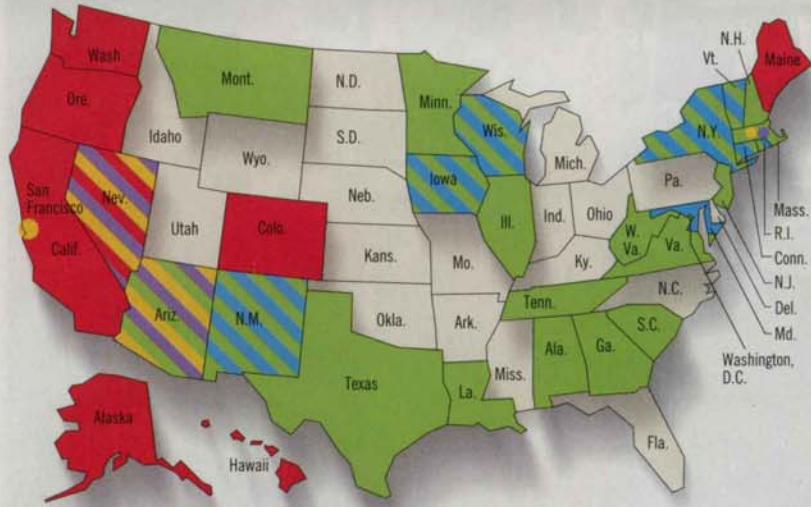 N.H.
Vt.
Maine
Wash.
Mont.
N.D.
Minn.
Ore.
Idaho
S.D.
Wis.
N.Y.
Wyo.
Mich.
San
Francisco
Nev.
Neb.
Iowa
Pa.
Mass.
Utah
Colo.
Ill.
Ind.
Ohio
R.I.
Calif.
Kans.
Mo.
W.
Va.
Va.
Conn.
Ky.
N.J.
Ariz.
N.M.
Okla.
Ark.
Tenn.
N.C.
Del.
Md.
S.C.
Washington,
D.C.
Texas
La.
Miss.
Ala.
Ga.
Alaska
Hawaii
Fla.